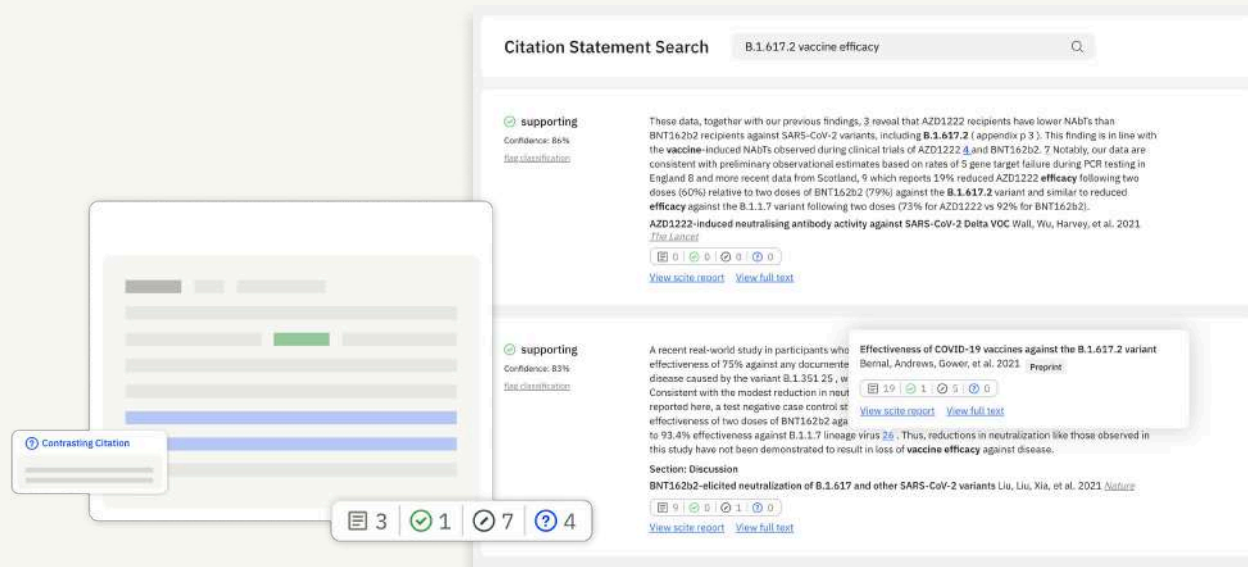 Citation Statement Search
B.1.617.2 vaccine efficacy
supporting
Confidence: 86%
flag classification
These data, together with our previous findings, 3 reveal that AZD1222 recipients have lower NAbTs than
BNT162b2 recipients against SARS-CoV-2 variants, including B.1.617.2 ( appendix p 3 ). This finding is in line with
the vaccine-induced NAbTs observed during clinical trials of AZD1222 4 and BNT162b2. 7 Notably, our data are
consistent with preliminary observational estimates based on rates of S gene target failure during PCR testing in
England 8 and more recent data from Scotland, 9 which reports 19% reduced AZD1222 efficacy following two
doses (60%) relative to two doses of BNT162b2 (79%) against the B.1.617.2 variant and similar to reduced
efficacy against the B.1.1.7 variant following two doses (73% for AZD1222 vs 92% for BNT162b2).
AZD1222-induced neutralising antibody activity against SARS-CoV-2 Delta VOC Wall, Wu, Harvey, et al. 2021
The Lancet
0 0 0 0
View scite report View full text
supporting
Confidence: 83%
flag classification
A recent real-world study in participants who
effectiveness of 75% against any documente
disease caused by the variant B.1.351 25 , w
Consistent with the modest reduction in neut
reported here, a test negative case control st
effectiveness of two doses of BNT162b2 aga
to 93.4% effectiveness against B.1.1.7 lineage virus 26 . Thus, reductions in neutralization like those observed in
this study have not been demonstrated to result in loss of vaccine efficacy against disease.
Section: Discussion
BNT162b2-elicited neutralization of B.1.617 and other SARS-CoV-2 variants Liu, Liu, Xia, et al. 2021 Nature
9 0 1 0
View scite report View full text
Effectiveness of COVID-19 vaccines against the B.1.617.2 variant
Bernal, Andrews, Gower, et al. 2021 Preprint
19 1 5 0
View scite report View full text
Contrasting Citation
3 1 7 4